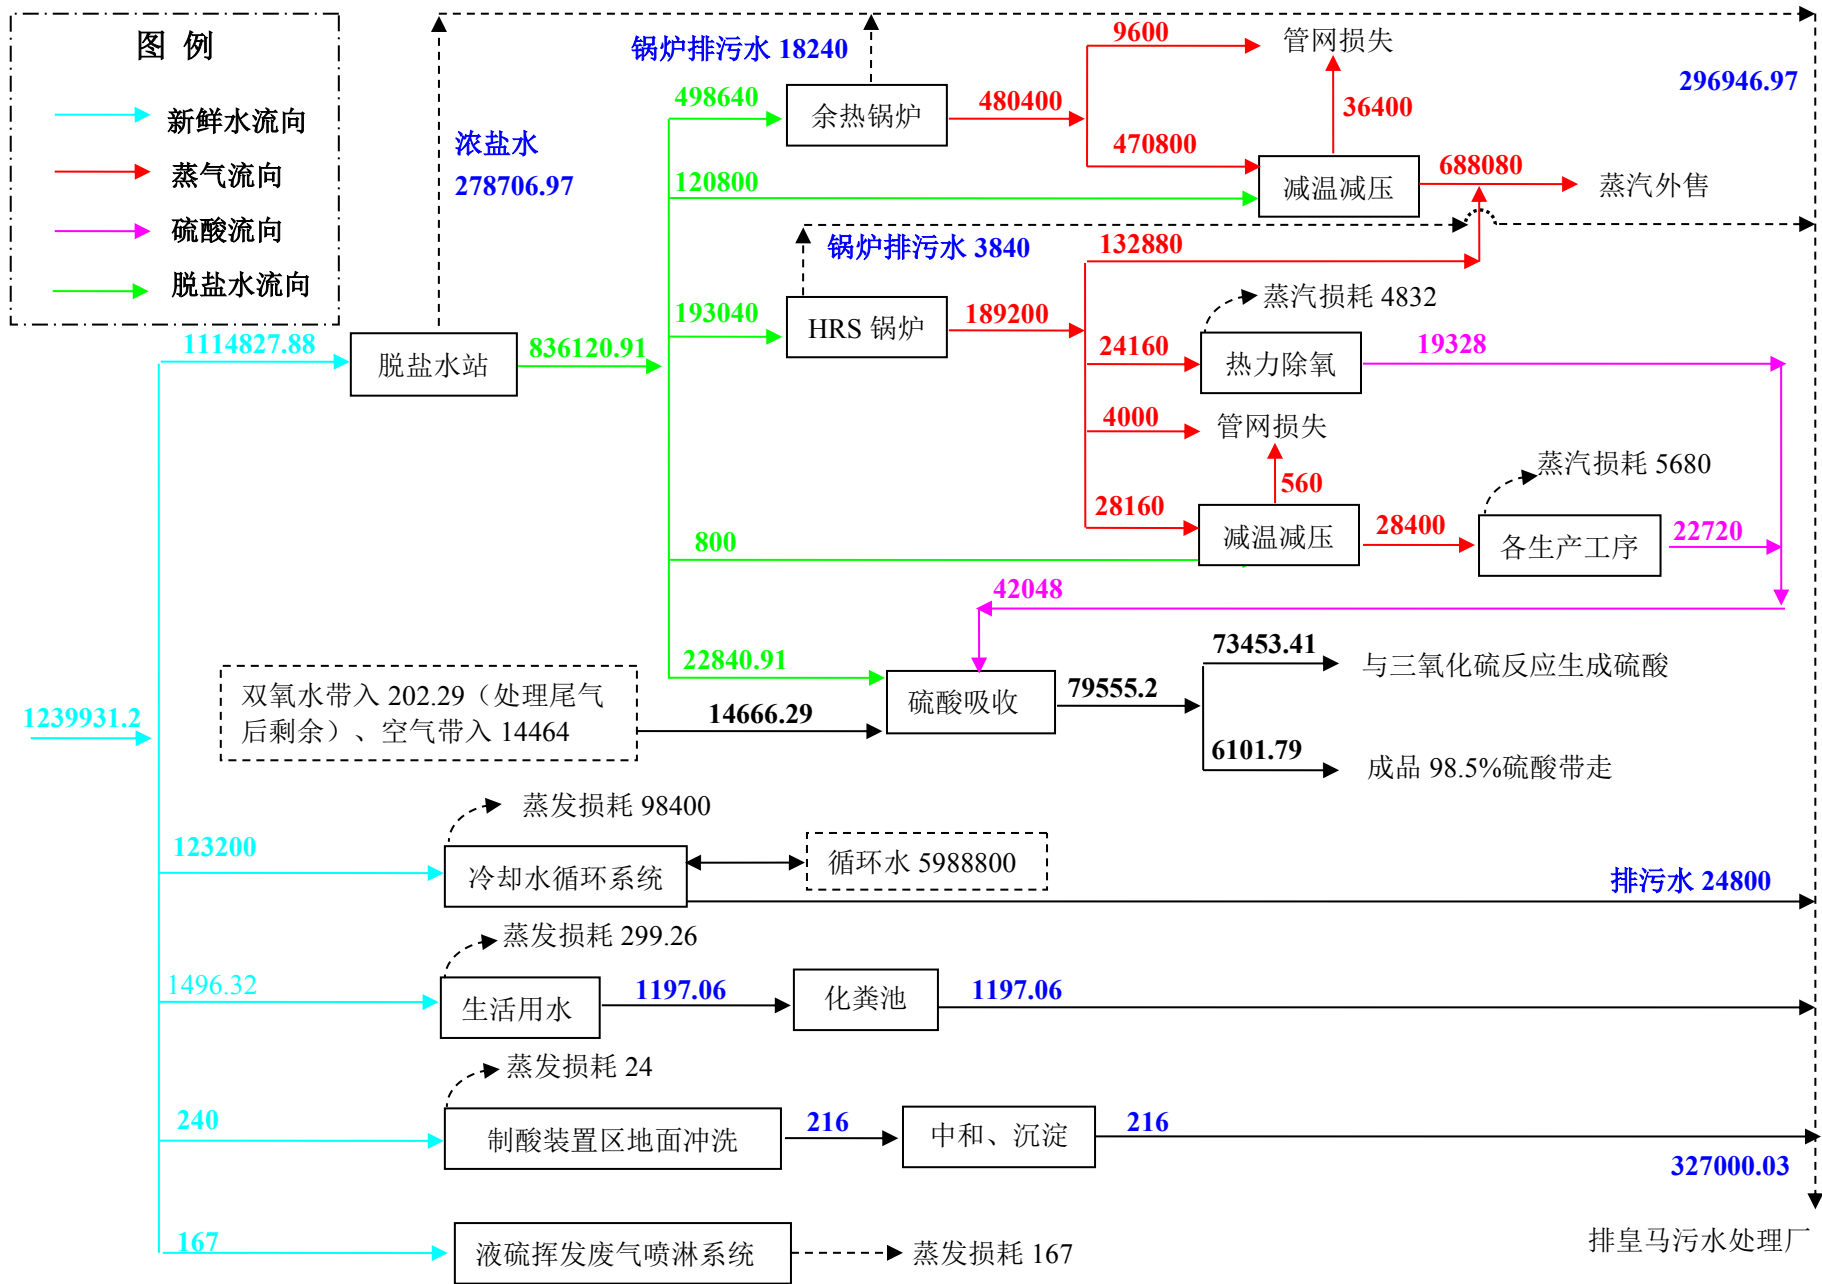 图 例
新鲜水流向
蒸气流向
硫酸流向
脱盐水流向
锅炉排污水 18240
9600
管网损失
296946.97
498640
余热锅炉
480400
36400
浓盐水
278706.97
470800
120800
减温减压
688080
蒸汽外售
锅炉排污水 3840
132880
193040
HRS 锅炉
189200
蒸汽损耗 4832
1114827.88
脱盐水站
836120.91
24160
热力除氧
19328
4000
管网损失
蒸汽损耗 5680
560
28160
减温减压
28400
各生产工序
22720
800
42048
22840.91
73453.41
与三氧化硫反应生成硫酸
双氧水带入 202.29（处理尾气
后剩余）、空气带入 14464
14666.29
硫酸吸收
79555.2
1239931.2
6101.79
成品 98.5%硫酸带走
蒸发损耗 98400
123200
冷却水循环系统
循环水 5988800
排污水 24800
蒸发损耗 299.26
1496.32
生活用水
1197.06
化粪池
1197.06
蒸发损耗 24
240
制酸装置区地面冲洗
216
中和、沉淀
216
327000.03
167
液硫挥发废气喷淋系统
蒸发损耗 167
排皇马污水处理厂